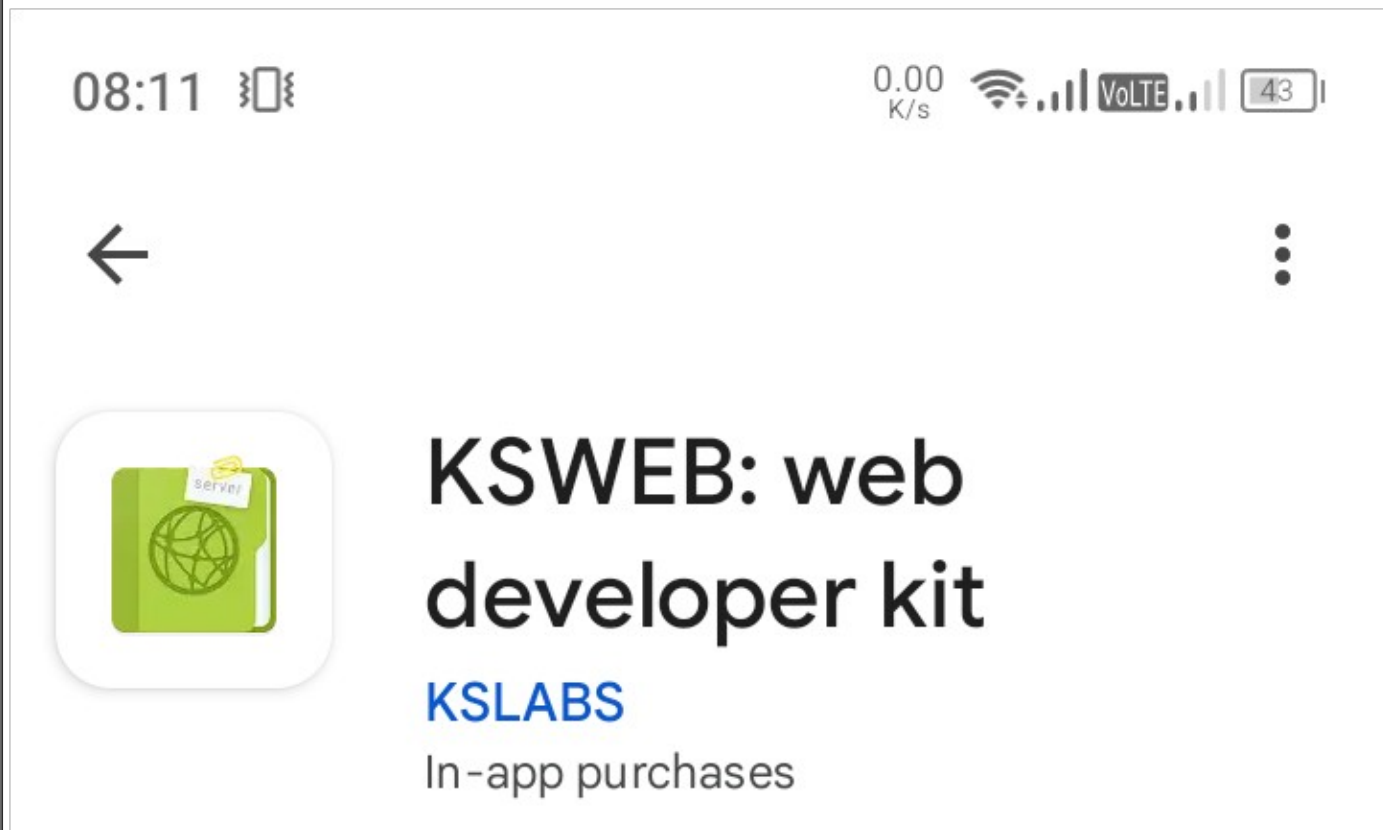 08:11
0.00
K/s
VoLTE
43
server
KSWEB: web
developer kit
KSLABS
In-app purchases